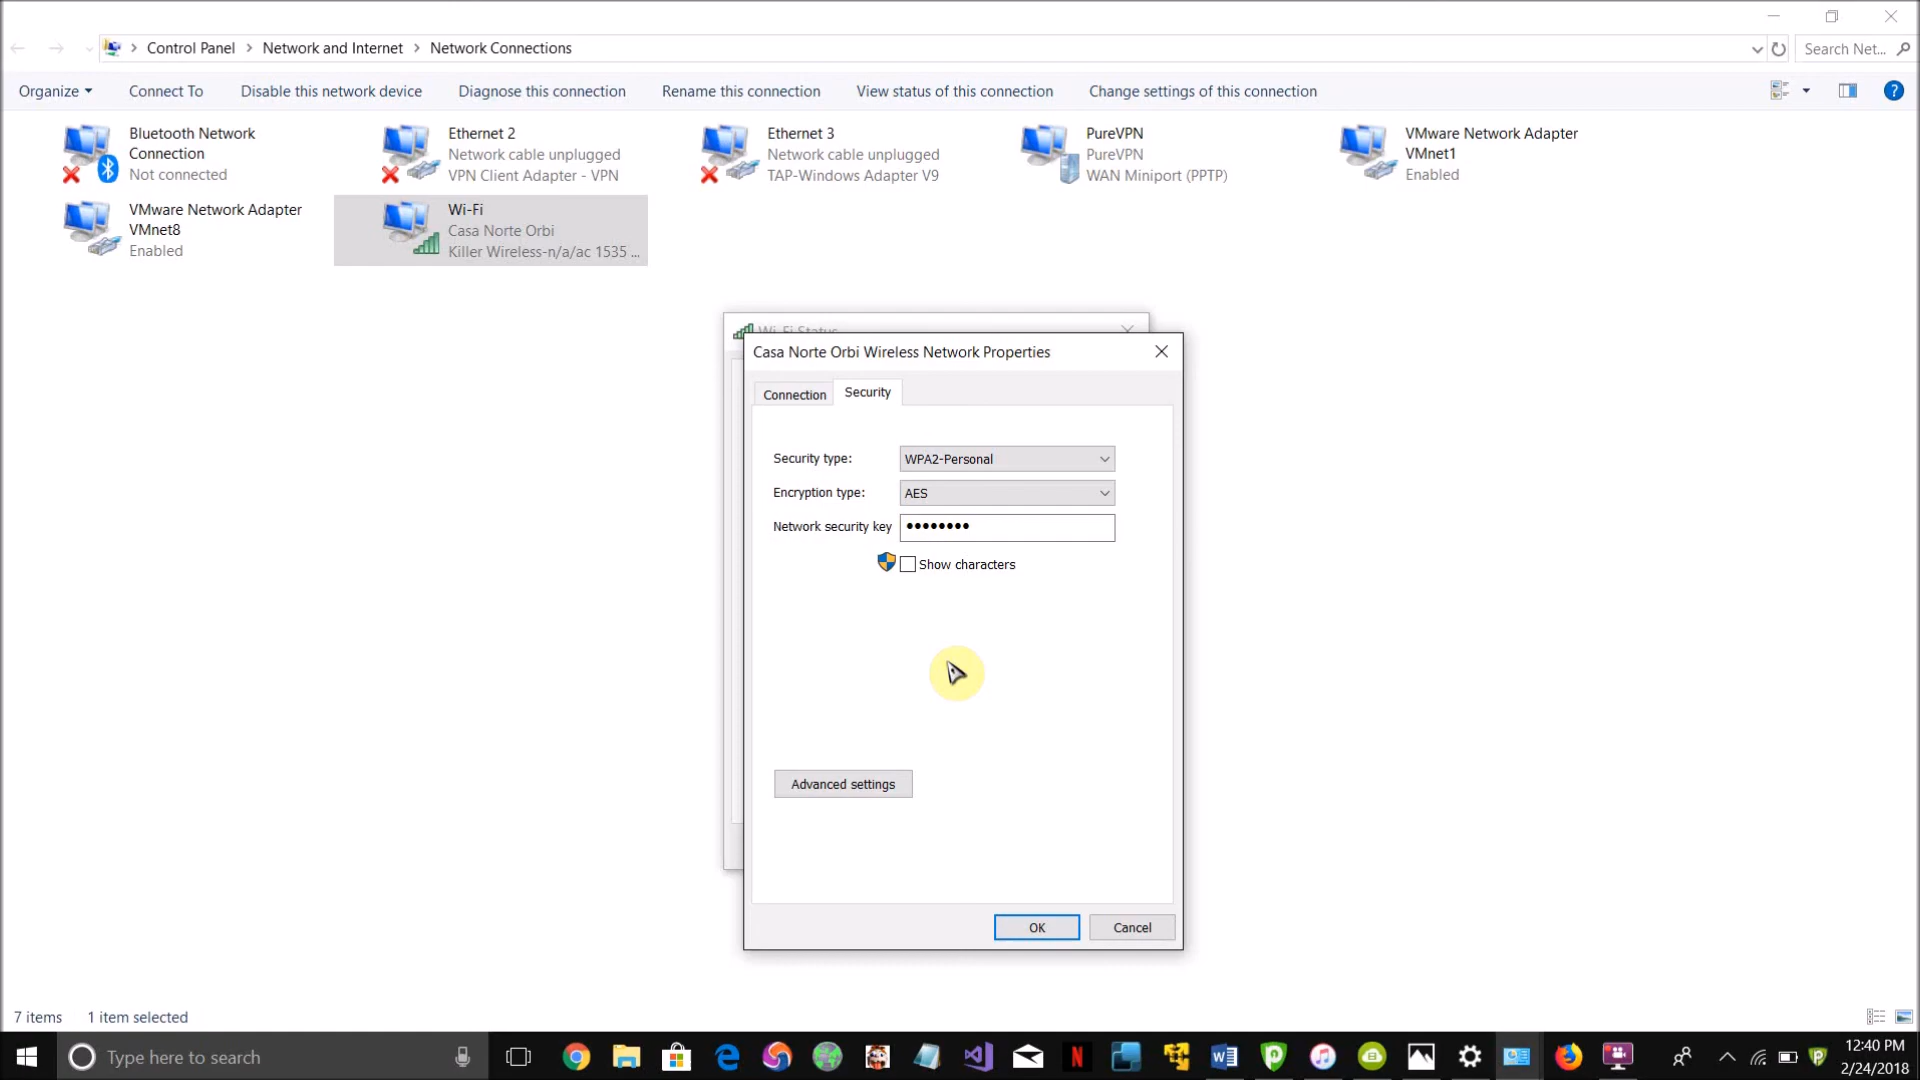 Control Panel > Network and Internet > Network Connections
Search Net...
Organize Connect To Disable this network device Diagnose this connection Rename this connection View status of this connection Change settings of this connection
Bluetooth Network
Connection
Not connected
Ethernet 2
Network cable unplugged
VPN Client Adapter - VPN
Ethernet 3
Network cable unplugged
TAP-Windows Adapter V9
PureVPN
PureVPN
WAN Miniport (PPTP)
VMware Network Adapter
VMnet1
Enabled
VMware Network Adapter
VMnet8
Enabled
Wi-Fi
Casa Norte Orbi
Killer Wireless-n/a/ac 1535 ...
Wi-Fi Status
Casa Norte Orbi Wireless Network Properties
Connection Security
Security type: WPA2-Personal
Encryption type: AES
Network security key ••••••••
Show characters
Advanced settings
OK Cancel
7 items 1 item selected
Type here to search
12:40 PM
2/24/2018